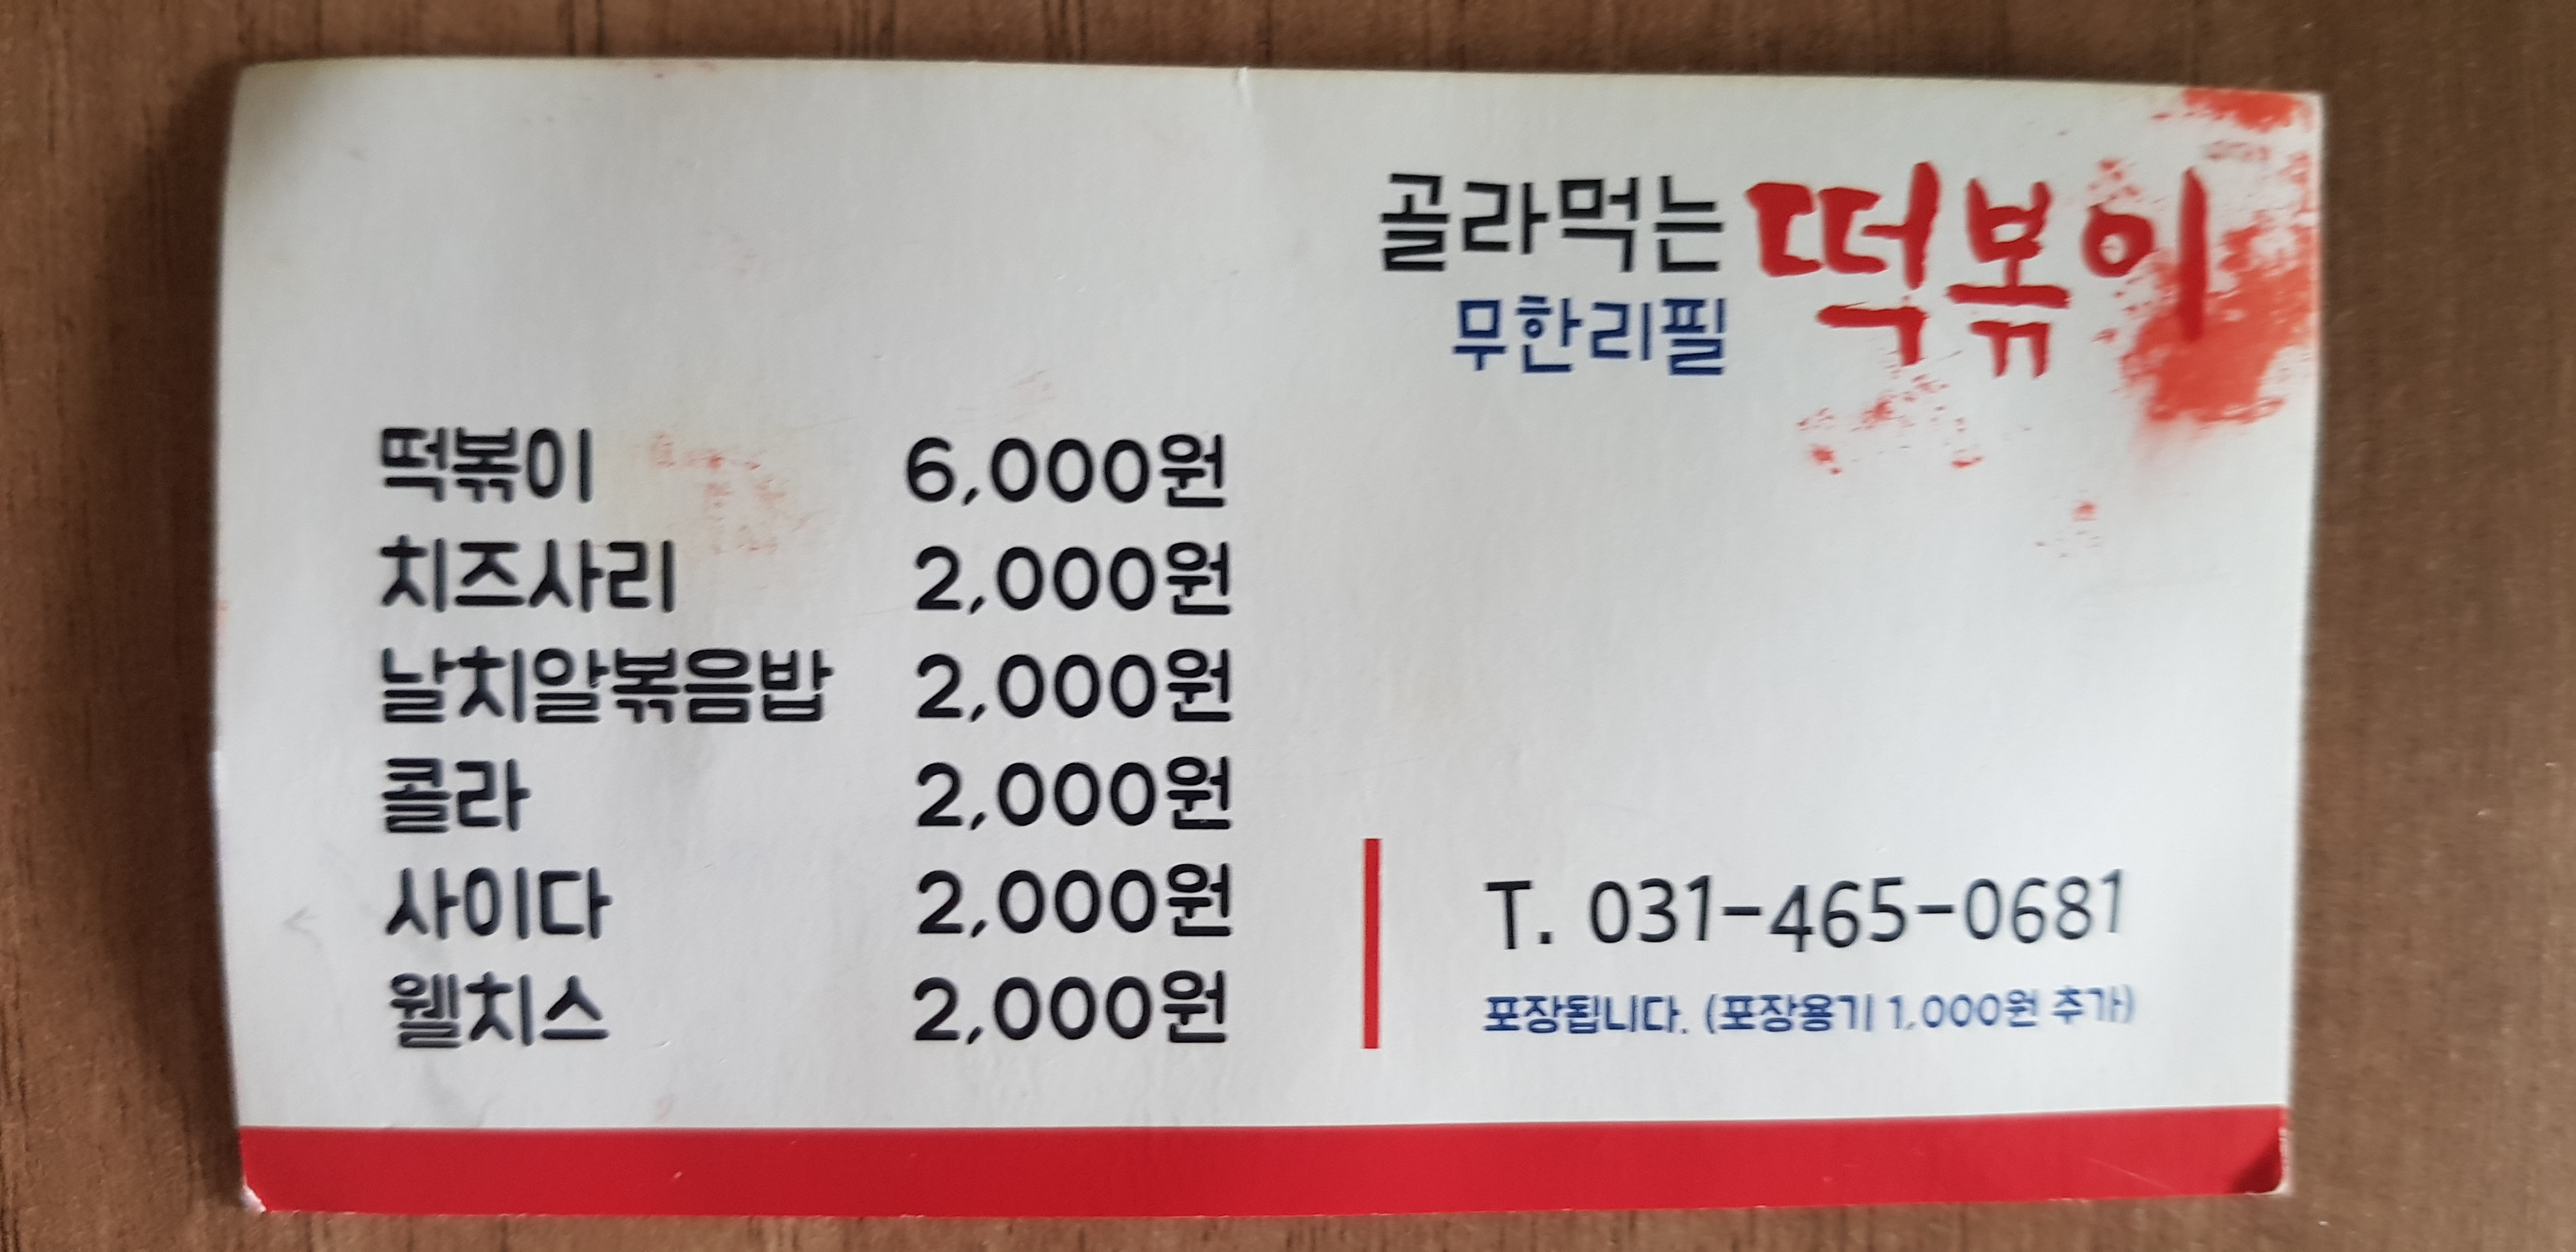 골라먹는 떡볶이
무한리필
떡볶이 6,000원
치즈사리 2,000원
날치알볶음밥 2,000원
콜라 2,000원
사이다 2,000원
웰치스 2,000원
T. 031-465-0681
포장됩니다. (포장용기 1,000원 추가)